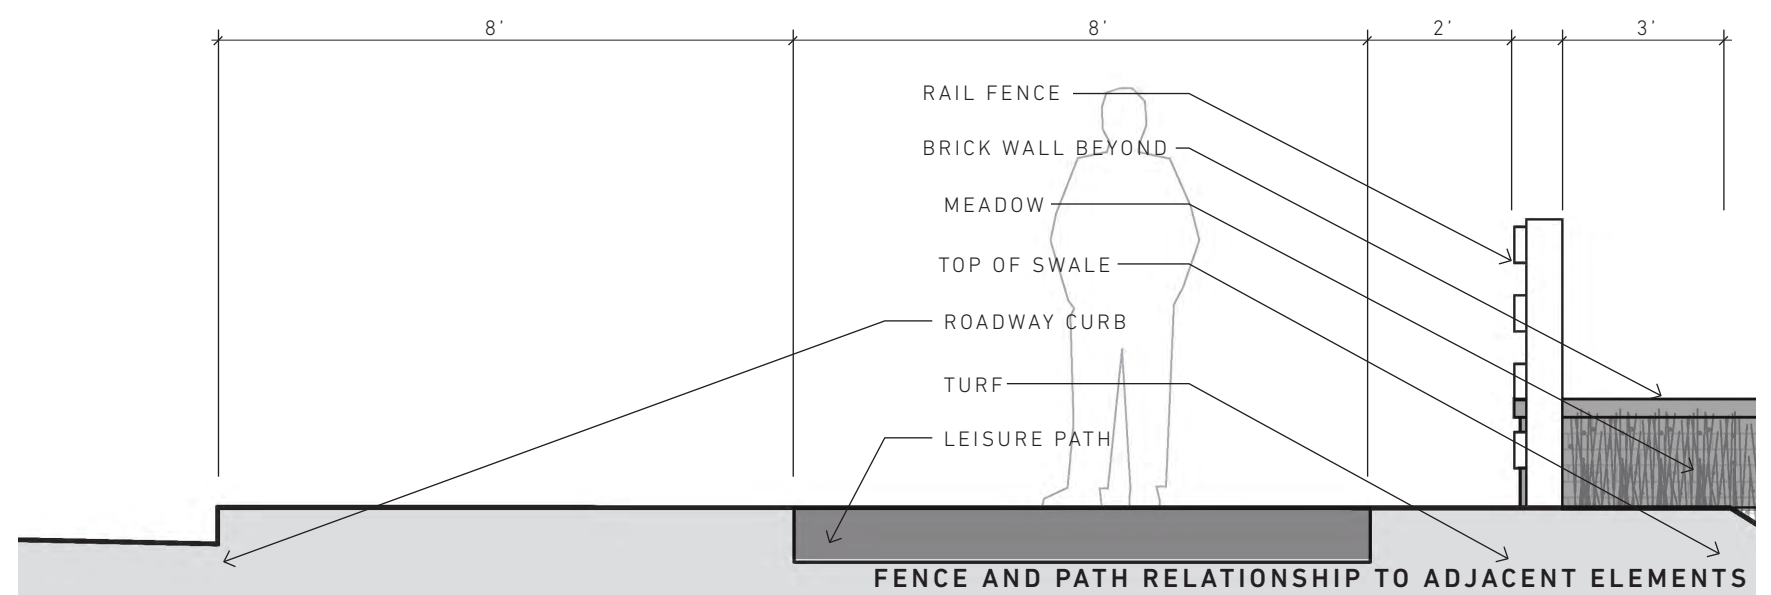 8'
8'
2'
3'
RAIL FENCE
BRICK WALL BEYOND
MEADOW
TOP OF SWALE
ROADWAY CURB
TURF
LEISURE PATH
FENCE AND PATH RELATIONSHIP TO ADJACENT ELEMENTS